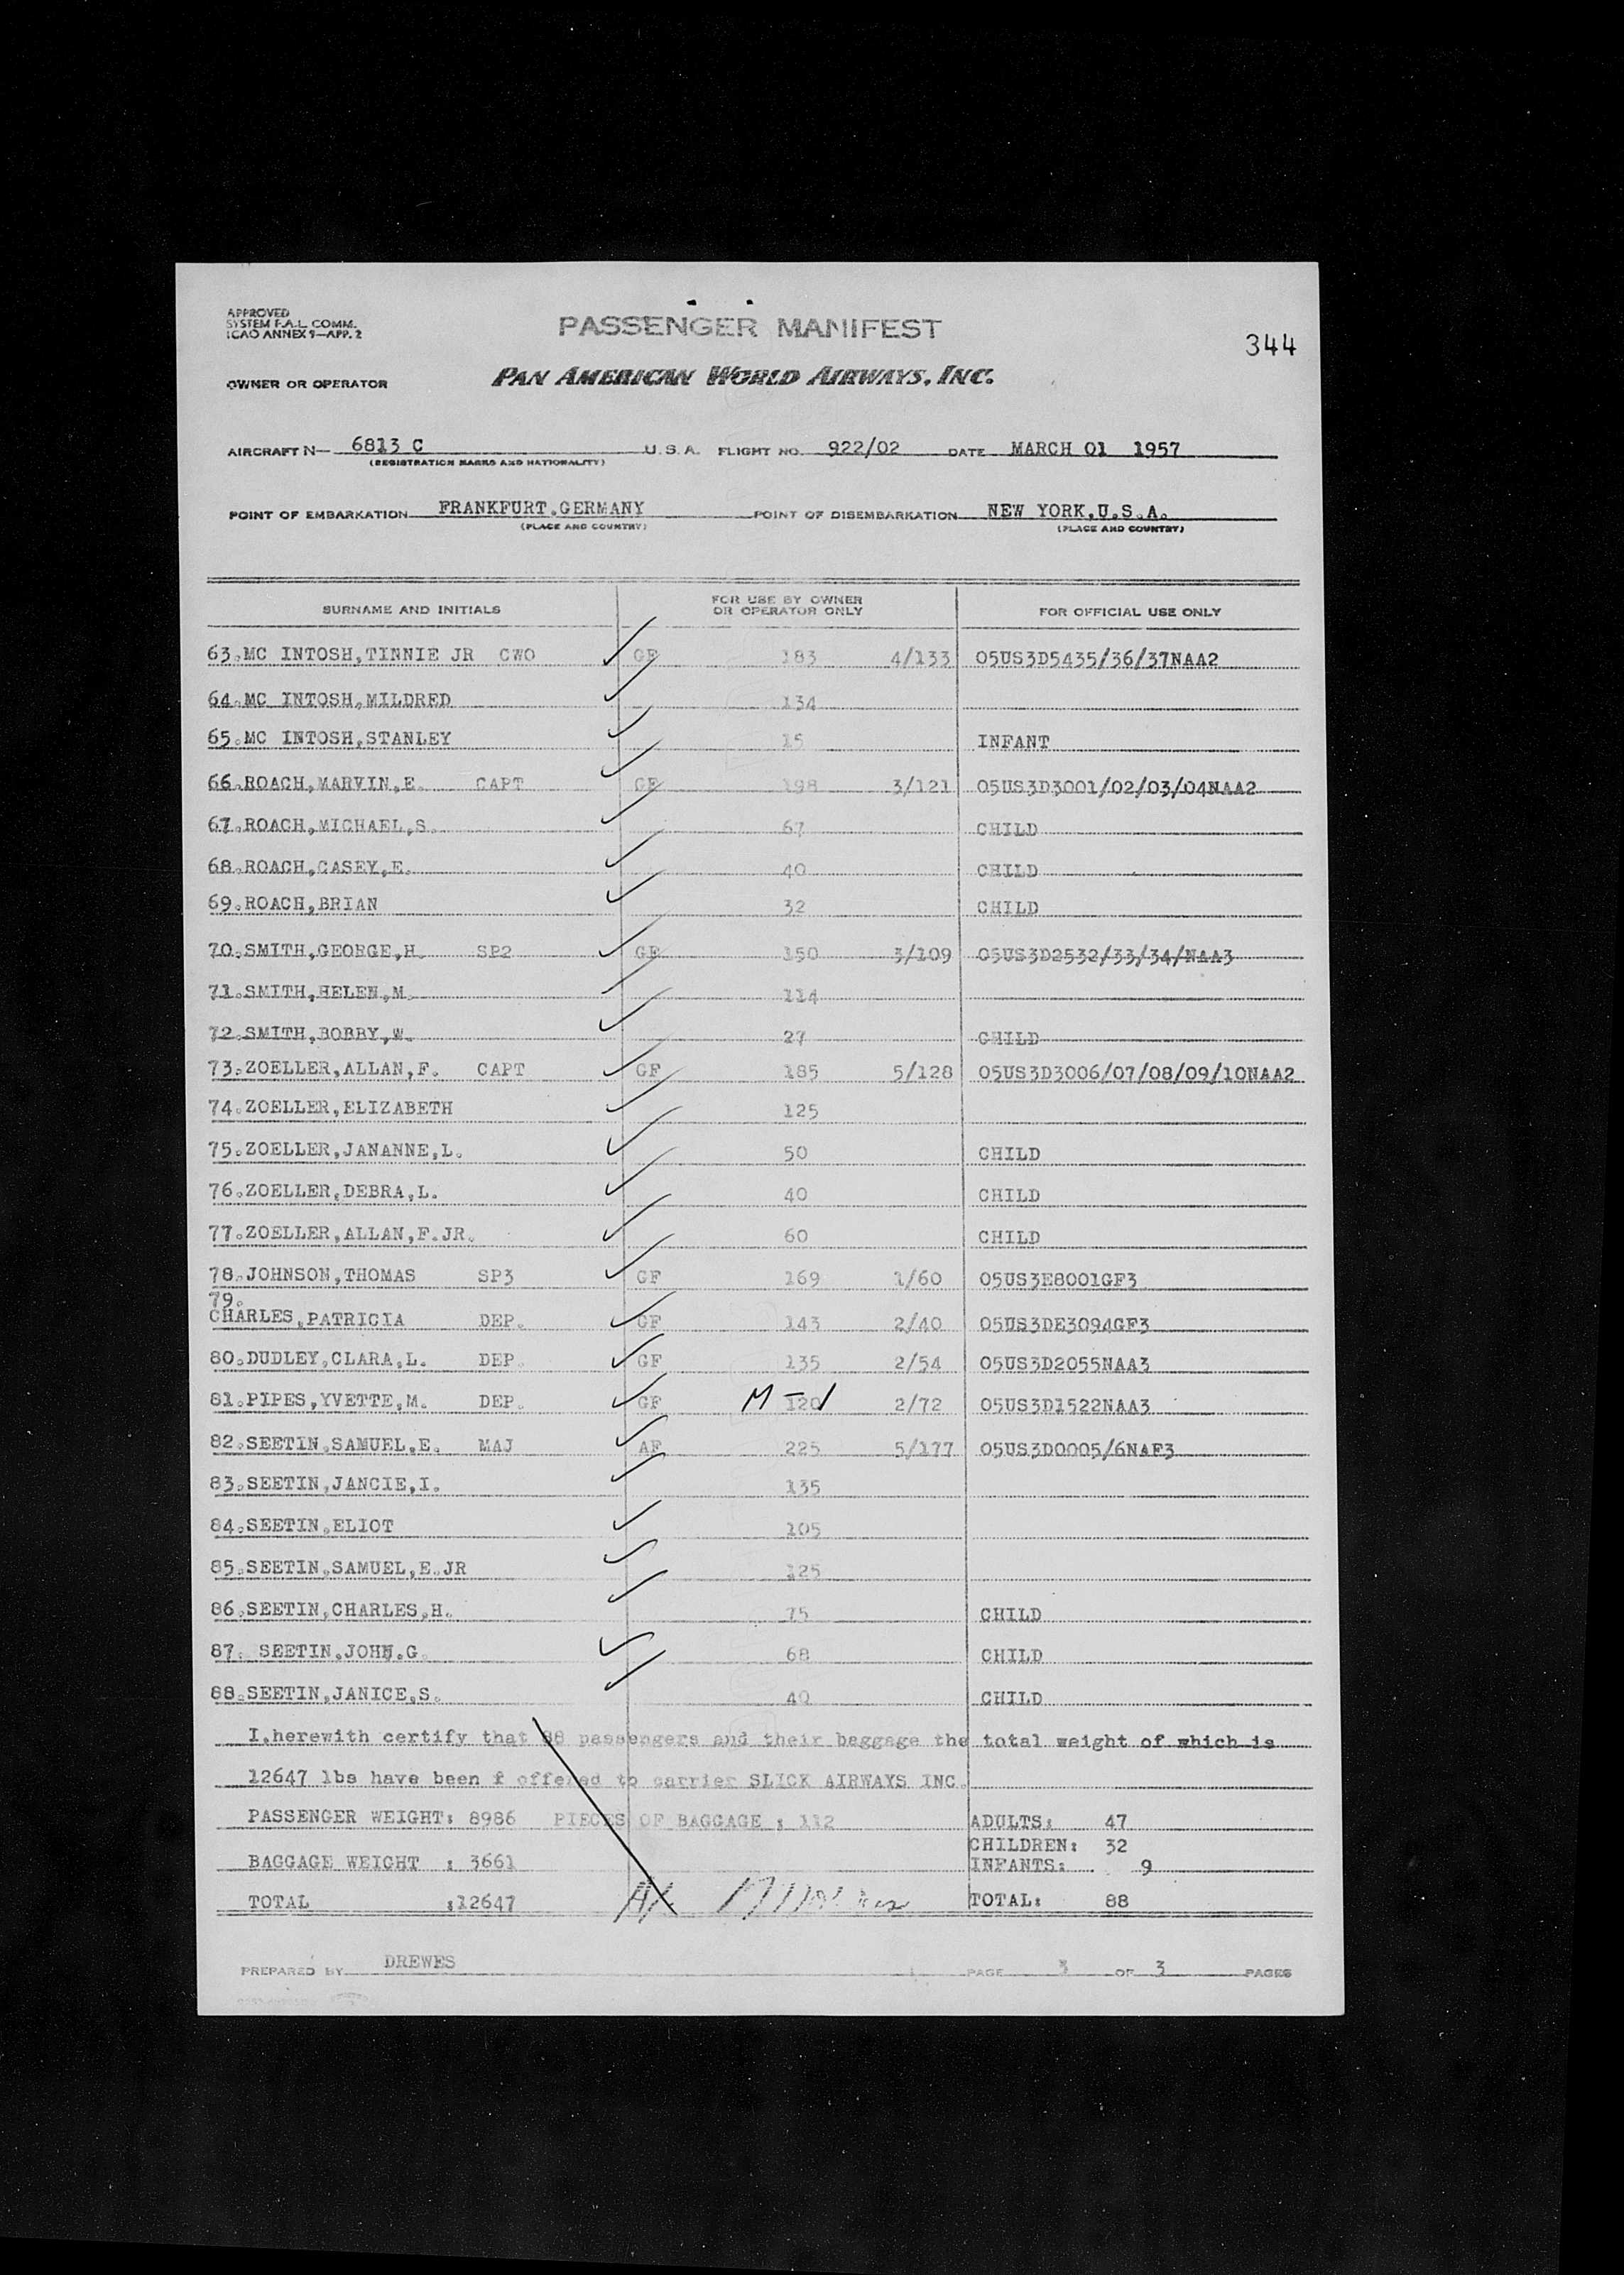 APPROVED
SYSTEM F.A.L. COMM.
ICAO ANNEX 9—APP. 2
PASSENGER MANIFEST
344
OWNER OR OPERATOR PAN AMERICAN WORLD AIRWAYS, INC.
AIRCRAFT N— 6813 C U.S.A. FLIGHT NO. 922/02 DATE MARCH 01 1957
(REGISTRATION MARKS AND NATIONALITY)
POINT OF EMBARKATION FRANKFURT.GERMANY POINT OF DISEMBARKATION NEW YORK,U.S.A.
(PLACE AND COUNTRY) (PLACE AND COUNTRY)
SURNAME AND INITIALS FOR USE BY OWNER OR OPERATOR ONLY FOR OFFICIAL USE ONLY
63.MC INTOSH,TINNIE JR CWO GF 183 4/133 05US3D5435/36/37NAA2
64.MC INTOSH,MILDRED 134
65.MC INTOSH,STANLEY 15 INFANT
66.ROACH,MARVIN,E. CAPT GF 198 3/121 05US3D3001/02/03/04NAA2
67.ROACH,MICHAEL,S. 67 CHILD
68.ROACH,CASEY,E. 40 CHILD
69.ROACH,BRIAN 32 CHILD
70.SMITH,GEORGE,H. SP2 GF 150 3/109 05US3D2532/33/34/NAA3
71.SMITH,HELEN,M. 114
72.SMITH,BOBBY,W. 27 CHILD
73.ZOELLER,ALLAN,F. CAPT GF 185 5/128 05US3D3006/07/08/09/10NAA2
74.ZOELLER,ELIZABETH 125
75.ZOELLER,JANANNE,L. 50 CHILD
76.ZOELLER,DEBRA,L. 40 CHILD
77.ZOELLER,ALLAN,F.JR. 60 CHILD
78.JOHNSON,THOMAS SP3 GF 169 1/60 05US3E8001GF3
79.
CHARLES,PATRICIA DEP. GF 143 2/40 05US3DE3094GF3
80.DUDLEY,CLARA,L. DEP. GF 135 2/54 05US3D2055NAA3
81.PIPES,YVETTE,M. DEP. GF M-1 120 2/72 05US3D1522NAA3
82.SEETIN,SAMUEL,E. MAJ AF 225 5/177 05US3D0005/6NAF3
83.SEETIN,JANCIE,I. 135
84.SEETIN,ELIOT 105
85.SEETIN,SAMUEL,E.JR 125
86.SEETIN,CHARLES,H. 75 CHILD
87. SEETIN,JOHN,G. 68 CHILD
88.SEETIN,JANICE,S. 40 CHILD
I,herewith certify that 88 passengers and their baggage the total weight of which is
12647 lbs have been f offered to carrier SLICK AIRWAYS INC.
PASSENGER WEIGHT: 8986 PIECES OF BAGGAGE : 112 ADULTS: 47
CHILDREN: 32
BAGGAGE WEIGHT : 3661 INFANTS: 9
TOTAL :12647 TOTAL: 88
PREPARED BY DREWES PAGE 3 OF 3 PAGES